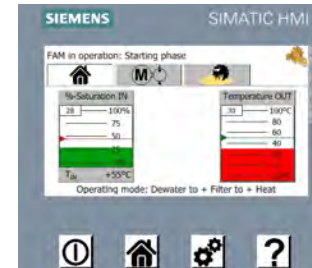 SIEMENS
SIMATIC HMI
FAM in operation: Starting phase
M
%-Saturation IN
28
100%
75
50
25
+55°C
Temperature OUT
100°C
80
60
40
Operating mode: Dewater to + Filter to + Heat
?